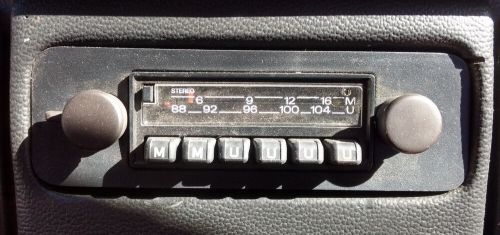 STEREO
6 9 12 16 M
88 92 96 100 104 U
M M U U U U